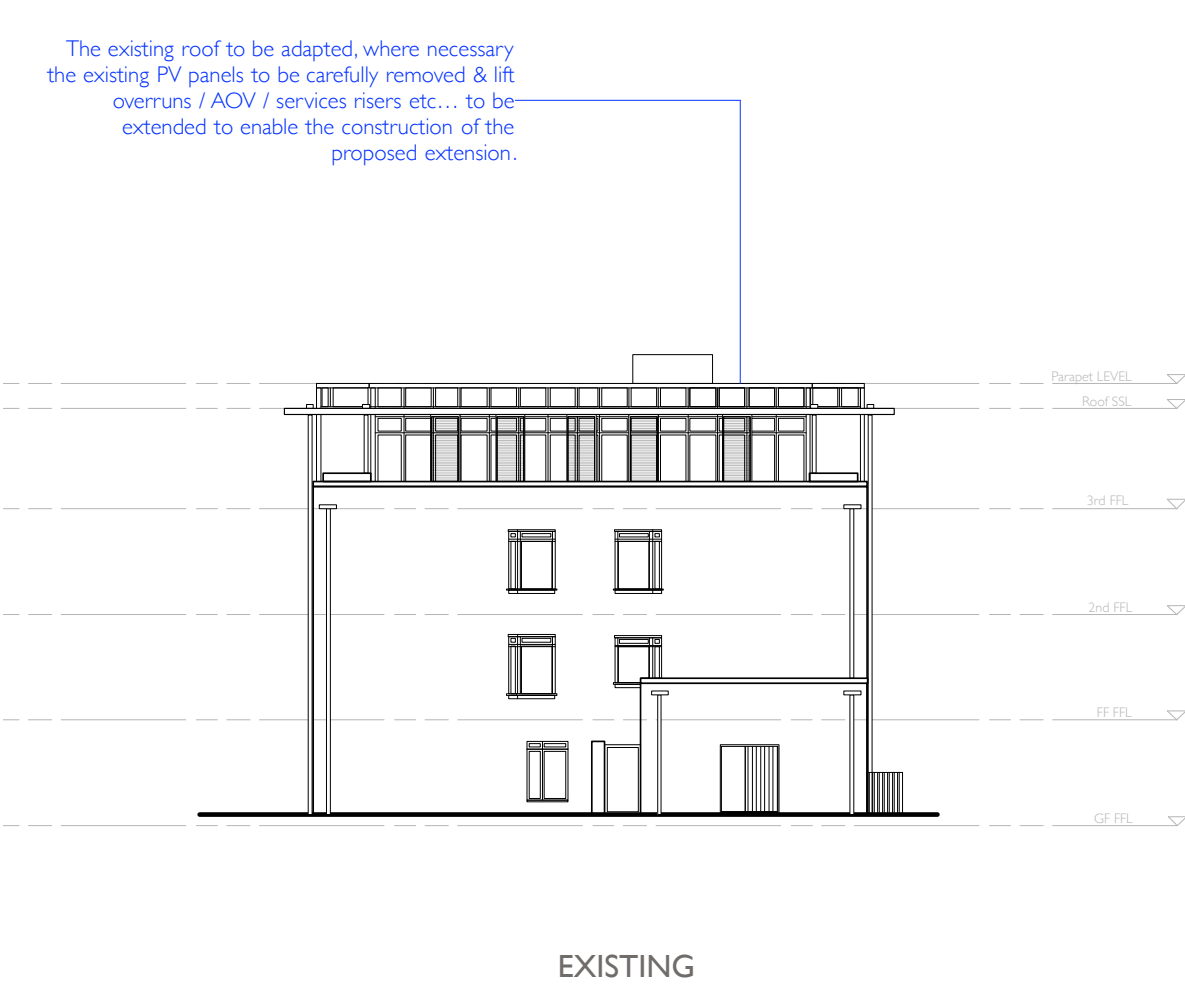 The existing roof to be adapted, where necessary
the existing PV panels to be carefully removed & lift
overruns / AOV / services risers etc... to be
extended to enable the construction of the
proposed extension.
Parapet LEVEL
Roof SSL
3rd FFL
2nd FFL
FF FFL
GF FFL
EXISTING